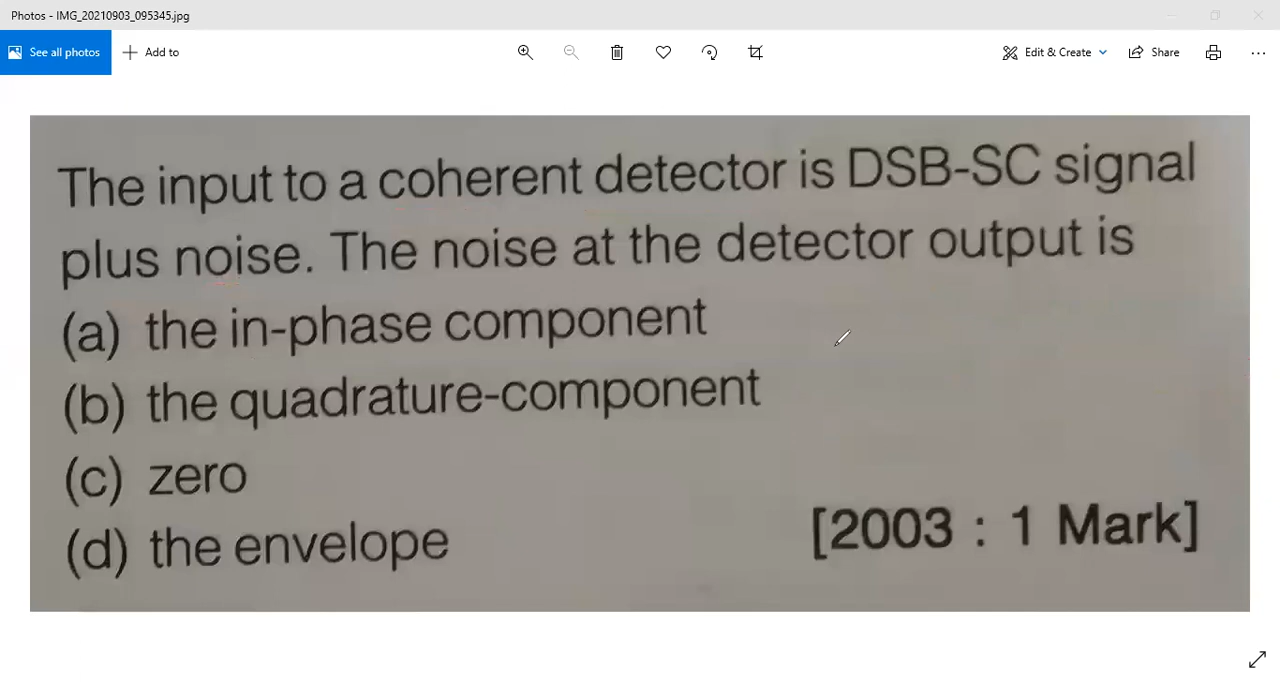 Photos - IMG_20210903_095345.jpg
See all photos
Add to
Edit & Create
Share
The input to a coherent detector is DSB-SC signal
plus noise. The noise at the detector output is
(a) the in-phase component
(b) the quadrature-component
(c) zero
(d) the envelope
[2003 : 1 Mark]